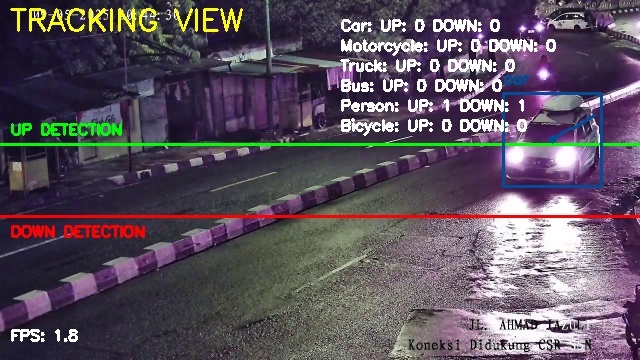 TRACKING VIEW
Car: UP: 0 DOWN: 0
Motorcycle: UP: 0 DOWN: 0
Truck: UP: 0 DOWN: 0
Bus: UP: 0 DOWN: 0
Person: UP: 1 DOWN: 1
Bicycle: UP: 0 DOWN: 0
UP DETECTION
DOWN DETECTION
FPS: 1.8
JL. AHMAD
Koneksi Didukung CSR